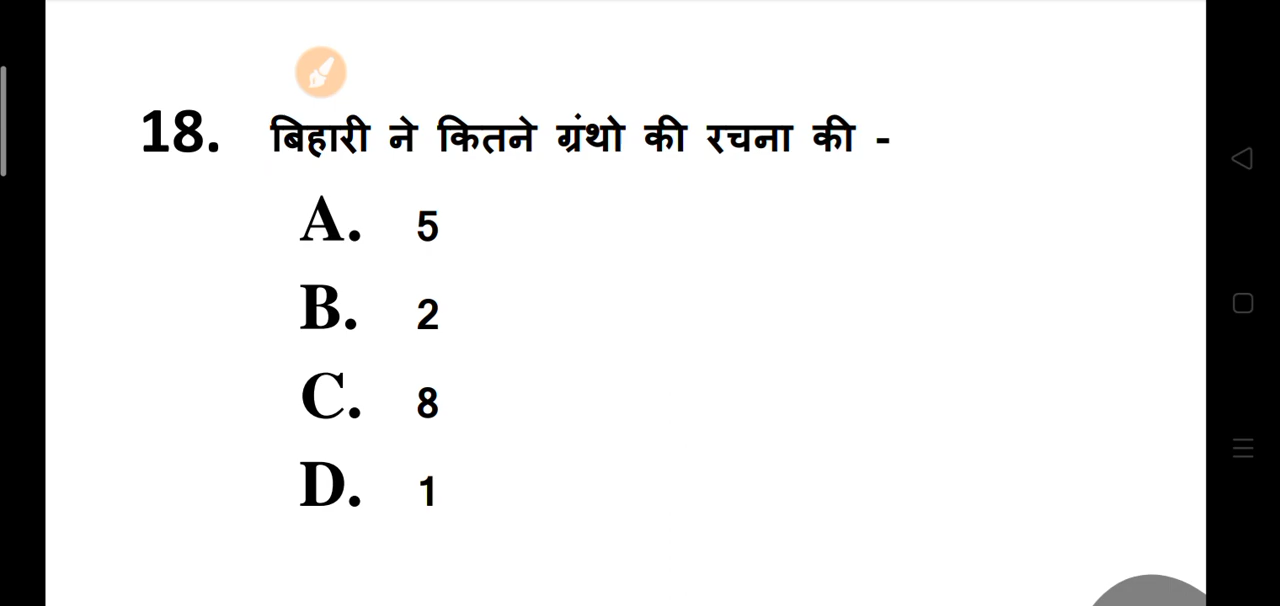 18. बिहारी ने कितने ग्रंथो की रचना की -
A. 5
B. 2
C. 8
D. 1